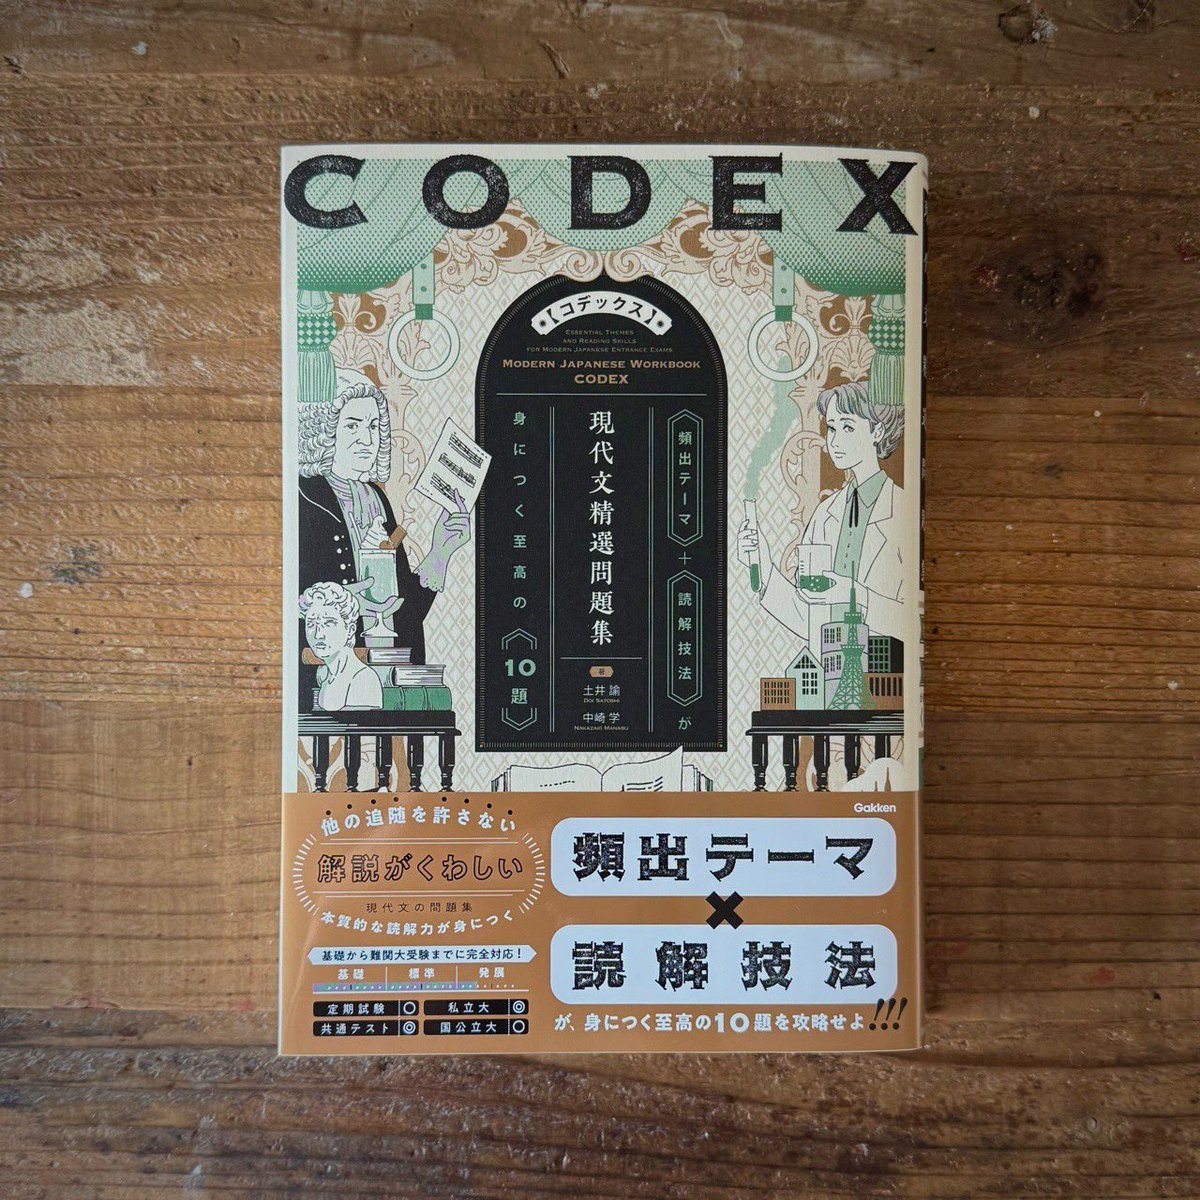 CODEX
【コデックス】
ESSENTIAL THEMES
AND READING SKILLS
FOR MODERN JAPANESE ENTRANCE EXAMS
MODERN JAPANESE WORKBOOK
CODEX
頻出テーマ+読解技法が
現代文精選問題集
身につく至高の10題
著
土井 諭
DOI SATOSHI
中崎 学
NAKAZAKI MANABU
Gakken
他の追随を許さない
解説がくわしい
現代文の問題集
本質的な読解力が身につく
基礎から難関大受験までに完全対応!
基礎 標準 発展
定期試験 ○ 私立大 ◎
共通テスト ◎ 国公立大 ○
頻出テーマ
×
読解技法
が、身につく至高の10題を攻略せよ!!!